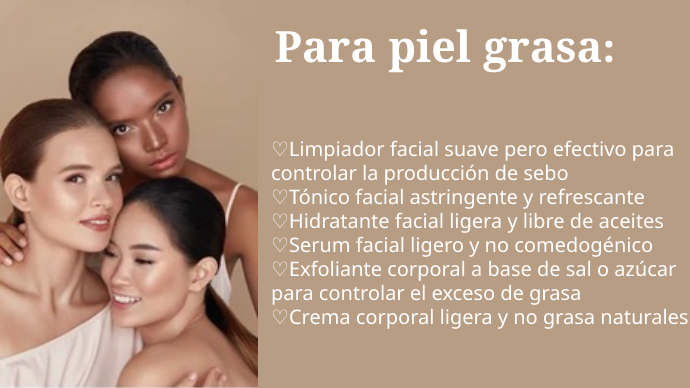 Para piel grasa:
♡Limpiador facial suave pero efectivo para
controlar la producción de sebo
♡Tónico facial astringente y refrescante
♡Hidratante facial ligera y libre de aceites
♡Serum facial ligero y no comedogénico
♡Exfoliante corporal a base de sal o azúcar
para controlar el exceso de grasa
♡Crema corporal ligera y no grasa naturales